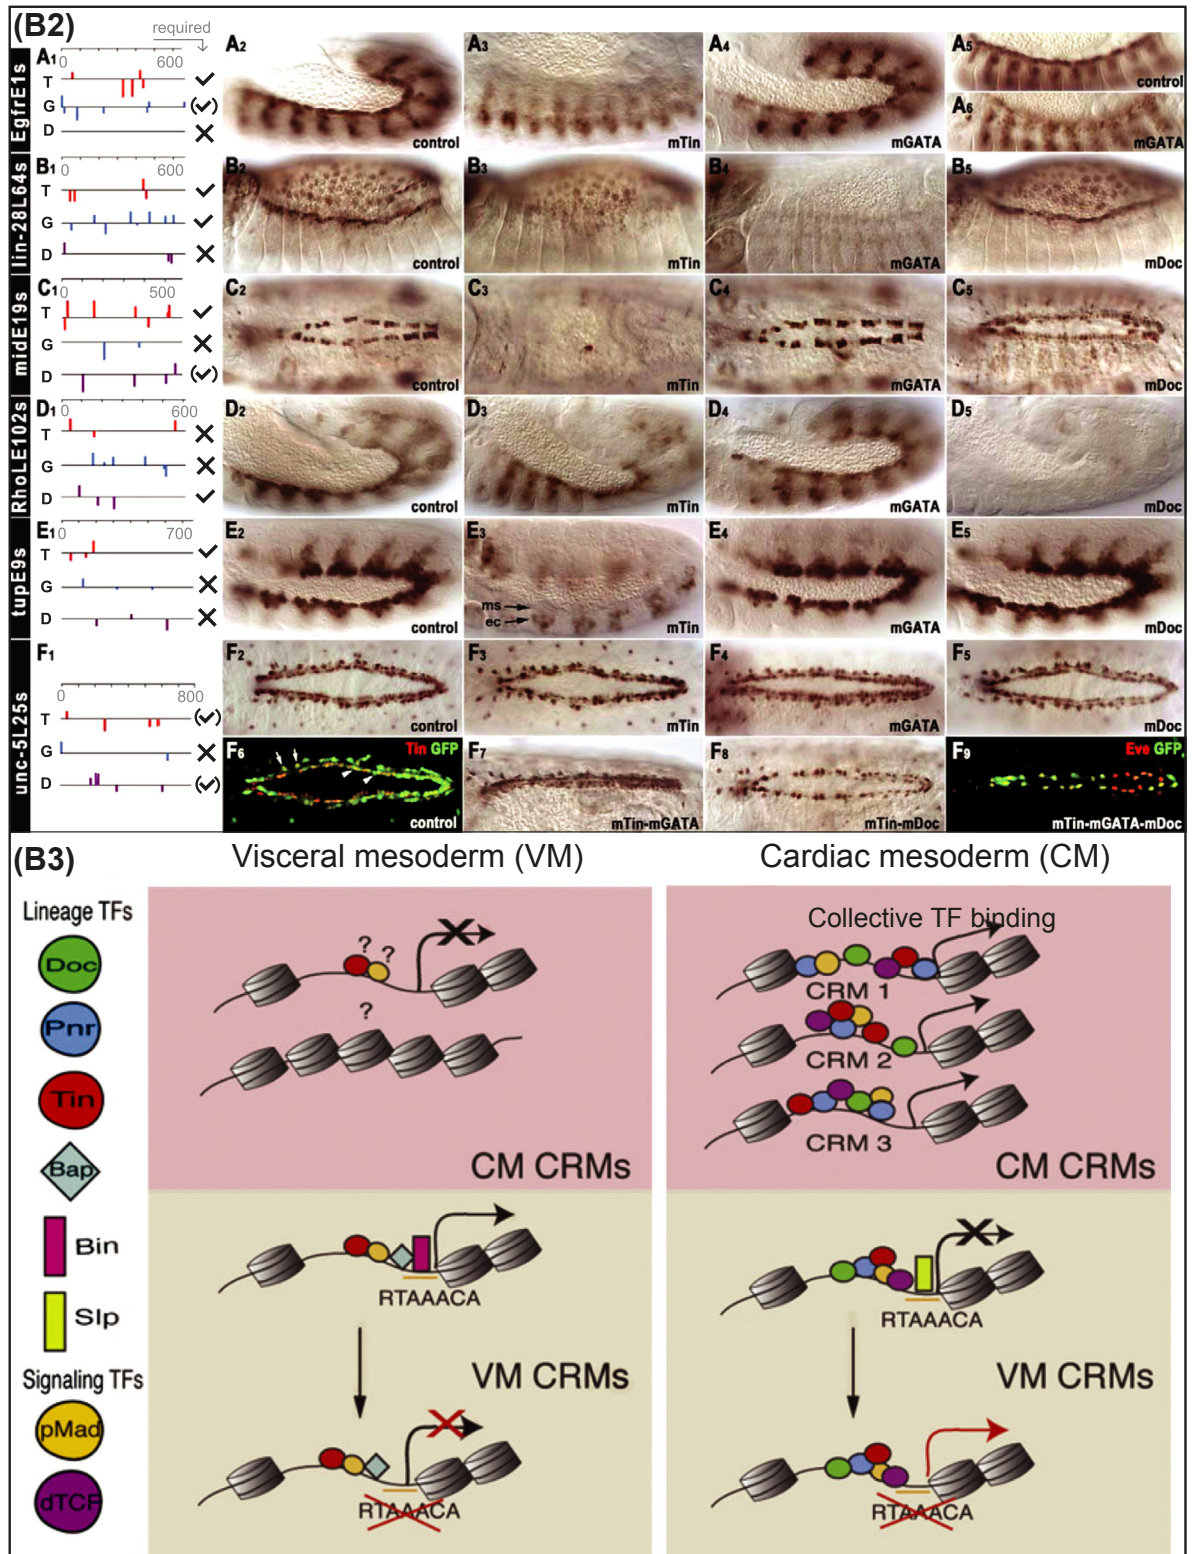 (B2)
required
EgfrE1s
A1
0 600
T
G
D
A2
control
A3
mTin
A4
mGATA
A5
control
A6
mGATA
lin-28L64s
B1
0 600
T
G
D
B2
control
B3
mTin
B4
mGATA
B5
mDoc
midE19s
C1
0 500
T
G
D
C2
control
C3
mTin
C4
mGATA
C5
mDoc
RhoLE102s
D1
0 600
T
G
D
D2
control
D3
mTin
D4
mGATA
D5
mDoc
tupE9s
E1
0 700
T
G
D
E2
control
E3
ms
ec
mTin
E4
mGATA
E5
mDoc
unc-5L25s
F1
0 800
T
G
D
F2
control
F3
mTin
F4
mGATA
F5
mDoc
F6
Tin GFP
control
F7
mTin-mGATA
F8
mTin-mDoc
F9
Eve GFP
mTin-mGATA-mDoc
(B3)
Visceral mesoderm (VM)
Cardiac mesoderm (CM)
Lineage TFs
Doc
Pnr
Tin
Bap
Bin
Slp
Signaling TFs
pMad
dTCF
? ?
?
CM CRMs
Collective TF binding
CRM 1
CRM 2
CRM 3
CM CRMs
RTAAACA
VM CRMs
RTAAACA
RTAAACA
VM CRMs
RTAAACA